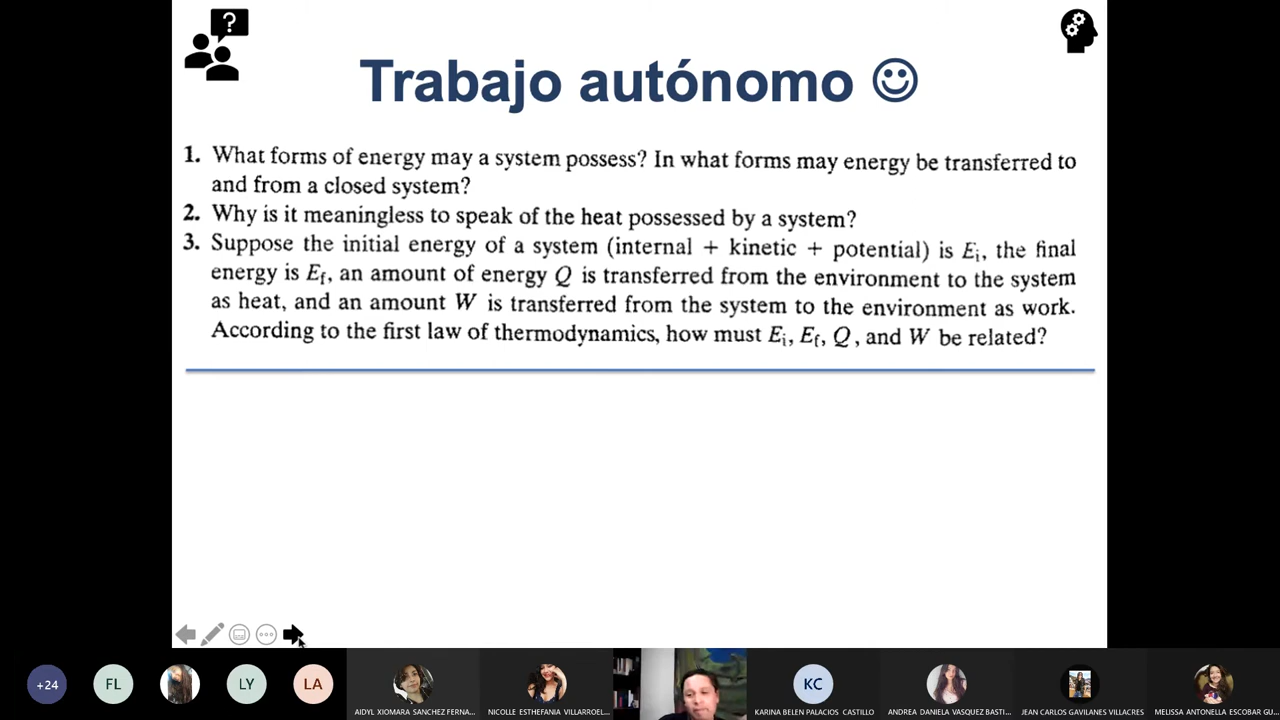 ?
Trabajo autónomo ☺
1. What forms of energy may a system possess? In what forms may energy be transferred to
and from a closed system?
2. Why is it meaningless to speak of the heat possessed by a system?
3. Suppose the initial energy of a system (internal + kinetic + potential) is Ei, the final
energy is Ef, an amount of energy Q is transferred from the environment to the system
as heat, and an amount W is transferred from the system to the environment as work.
According to the first law of thermodynamics, how must Ei, Ef, Q, and W be related?
+24
FL
LY
LA
KC
AIDYL XIOMARA SANCHEZ FERNA...
NICOLLE ESTHEFANIA VILLARROEL...
KARINA BELEN PALACIOS CASTILLO
ANDREA DANIELA VASQUEZ BASTI...
JEAN CARLOS GAVILANES VILLACRES
MELISSA ANTONELLA ESCOBAR GU...